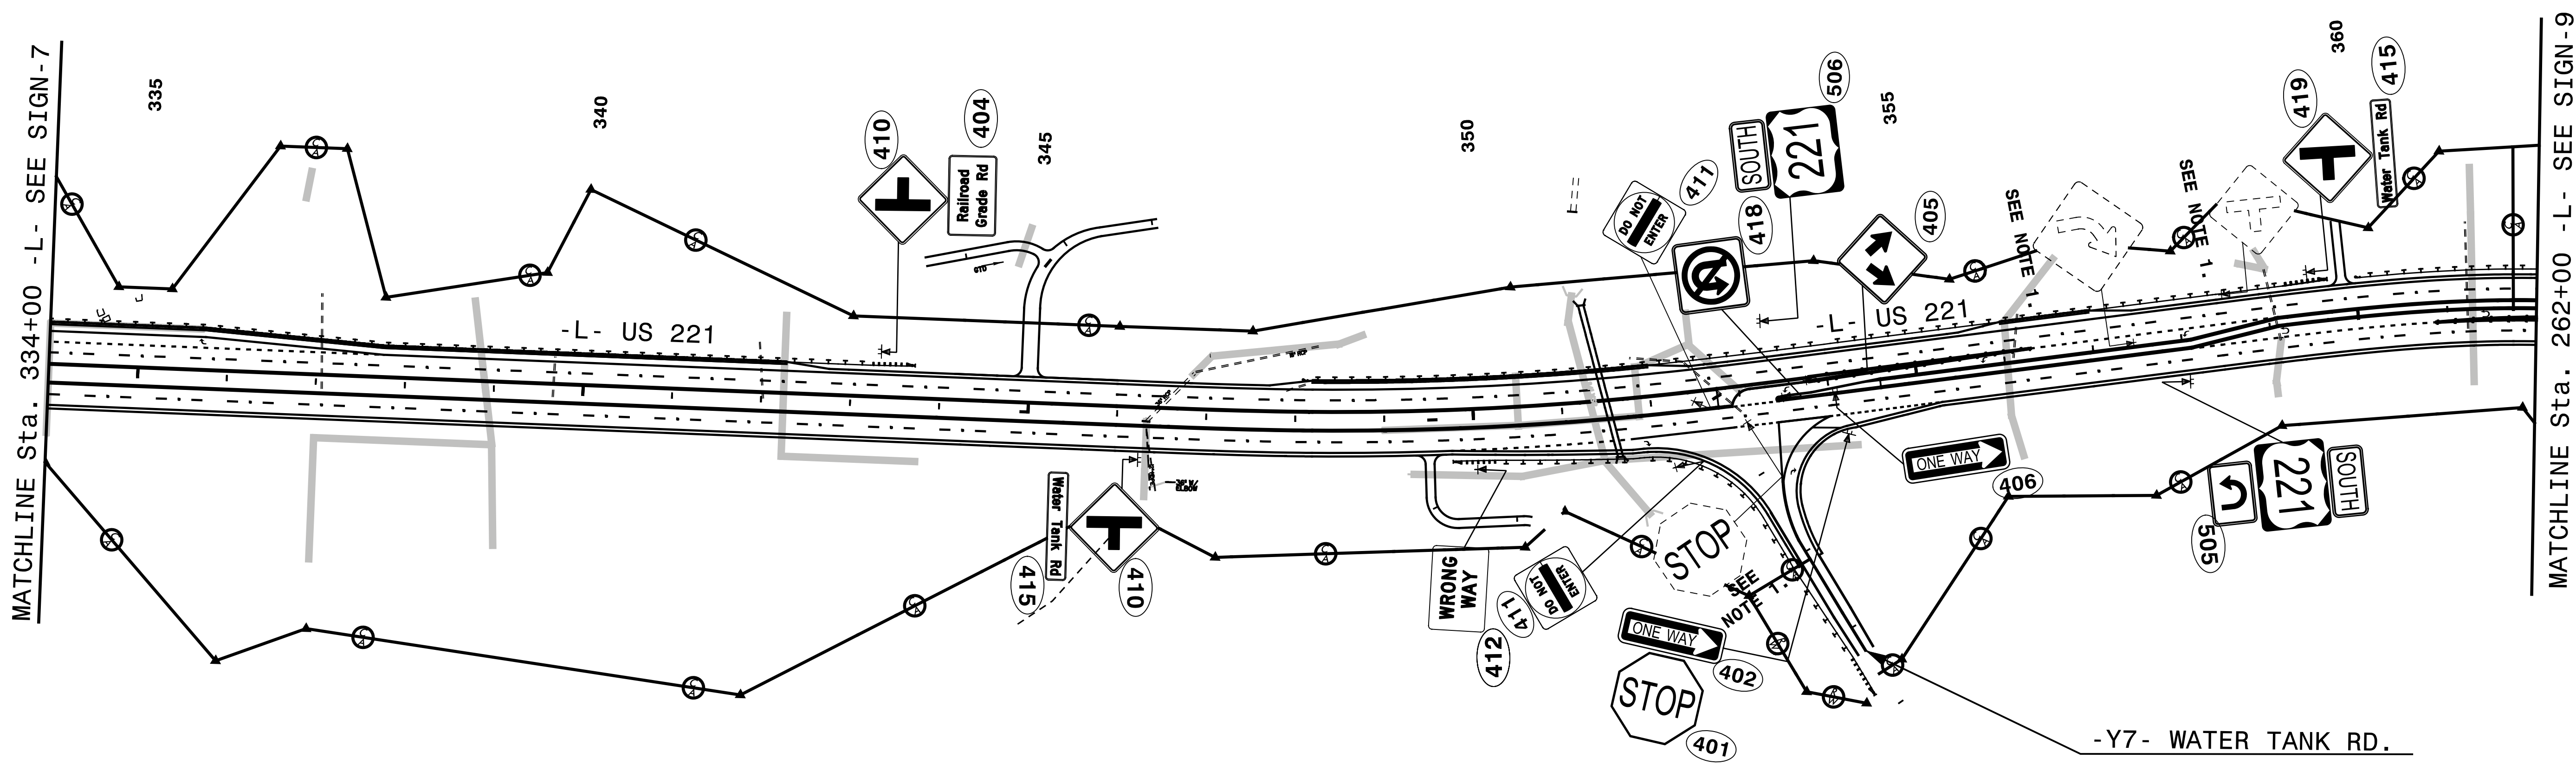 MATCHLINE Sta. 334+00 -L- SEE SIGN-7
335
340
345
350
355
360
410
404
Railroad
Grade Rd
-L- US 221
411
DO NOT
ENTER
418
506
SOUTH
221
405
-L- US 221
SEE NOTE 1.
SEE NOTE 1.
419
415
Water Tank Rd
Water Tank Rd
415
410
WRONG
WAY
412
411
DO NOT
ENTER
STOP
SEE
NOTE 1.
ONE WAY
402
STOP
401
ONE WAY
406
505
221
SOUTH
-Y7- WATER TANK RD.
MATCHLINE Sta. 262+00 -L- SEE SIGN-9